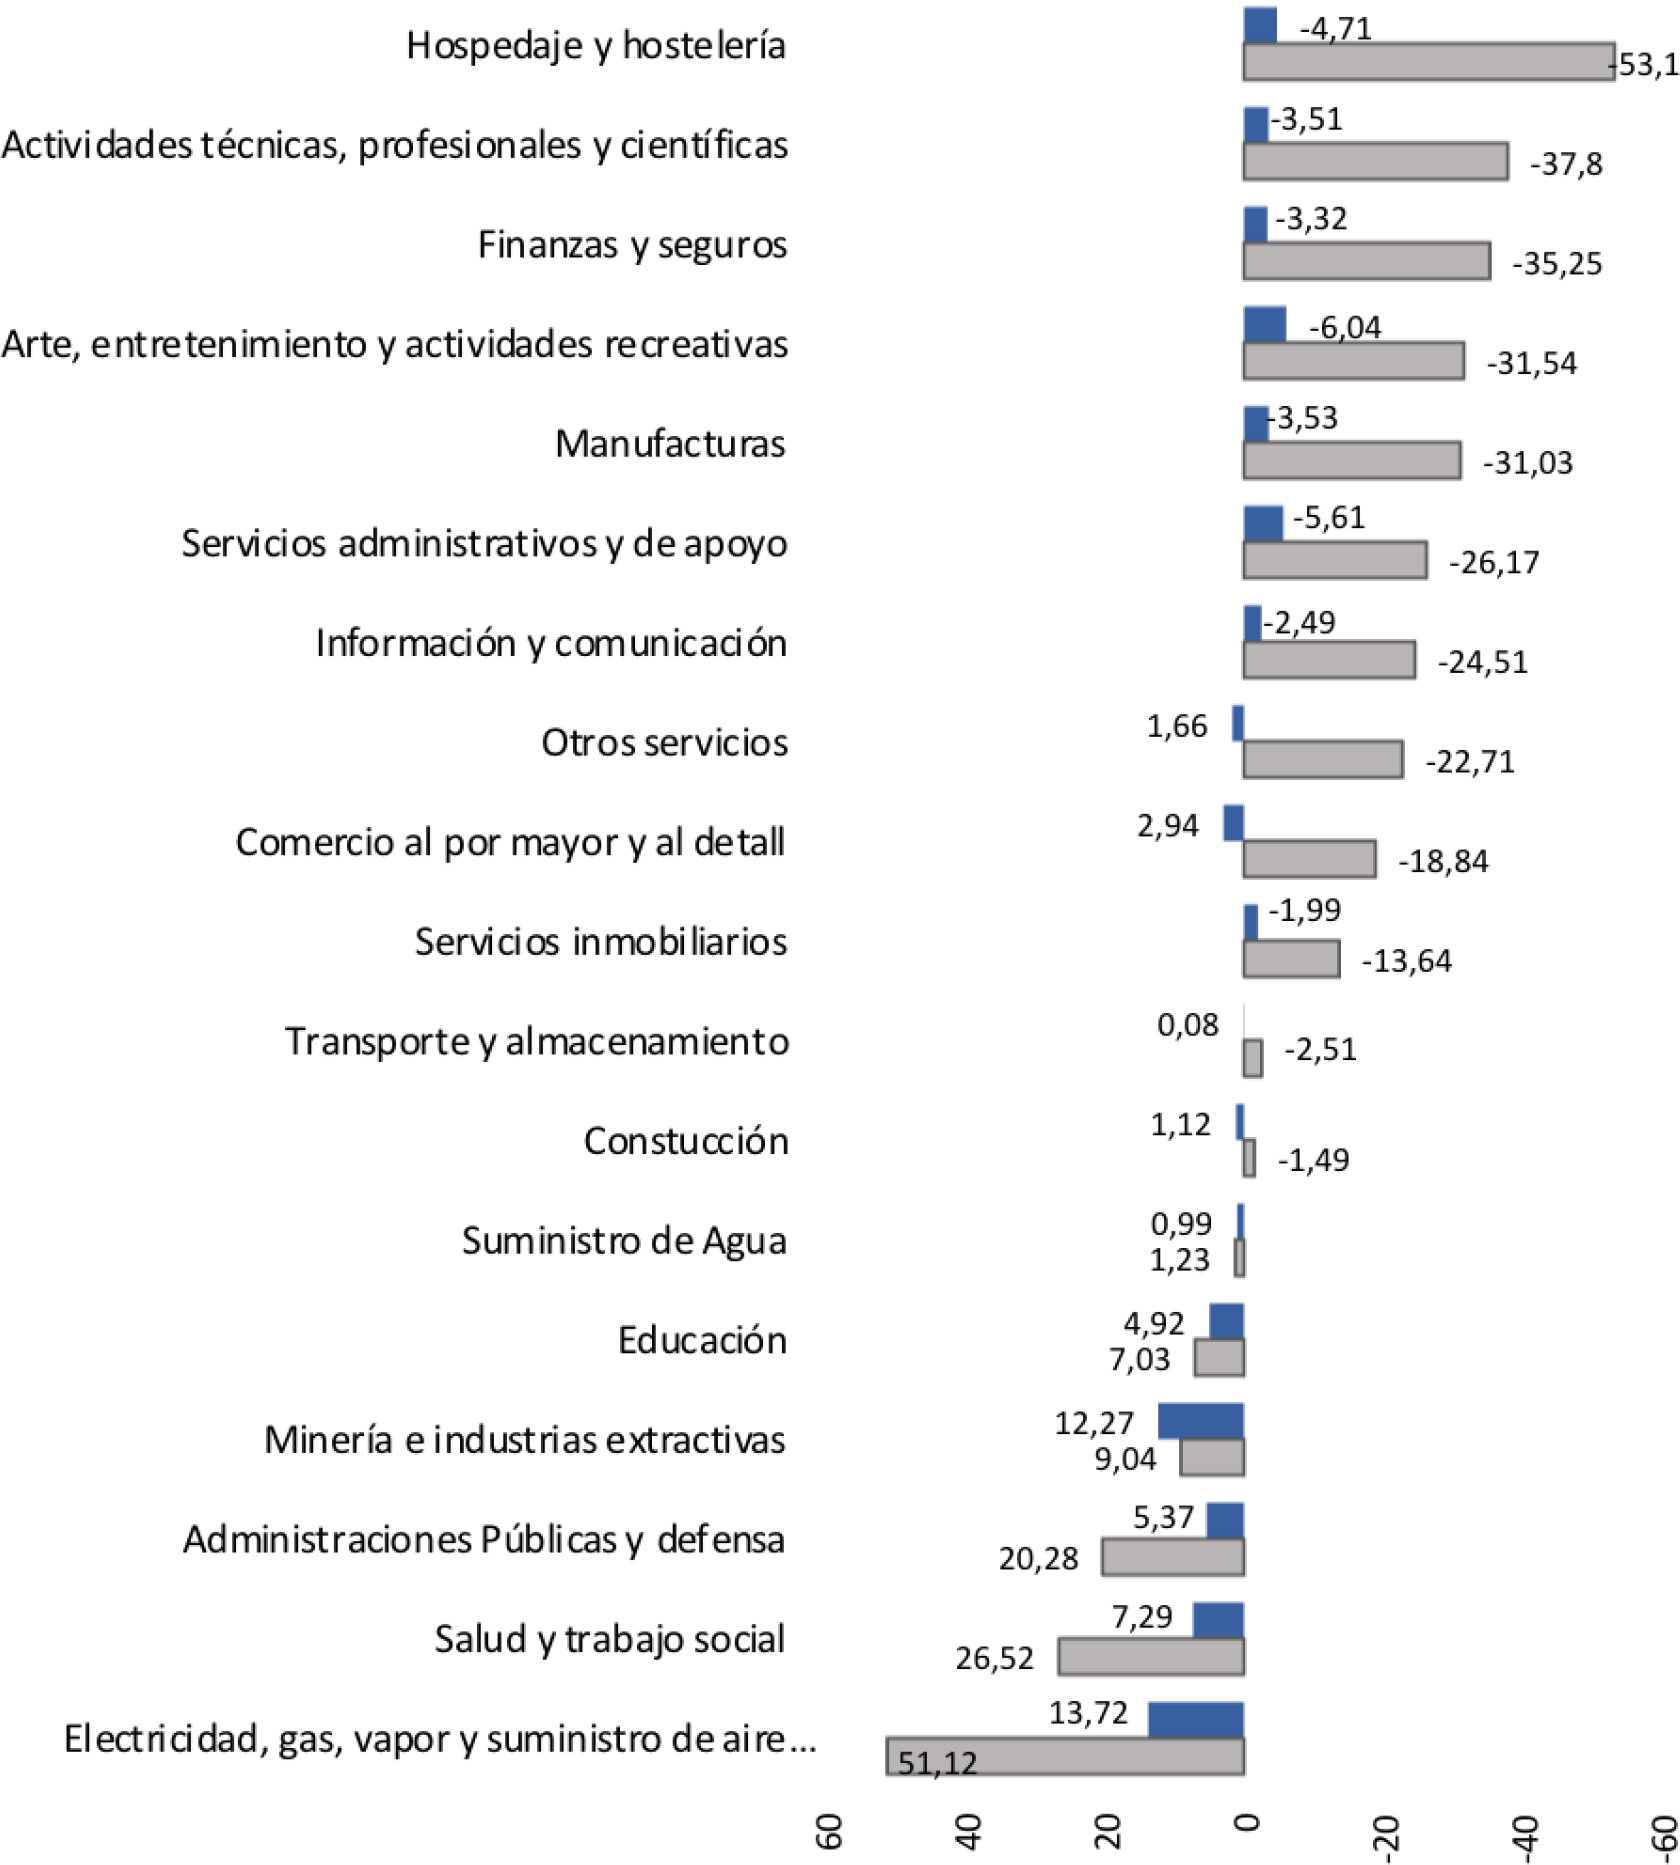 Hospedaje y hostelería
-4,71
-53,1
Actividades técnicas, profesionales y científicas
-3,51
-37,8
Finanzas y seguros
-3,32
-35,25
Arte, entretenimiento y actividades recreativas
-6,04
-31,54
Manufacturas
-3,53
-31,03
Servicios administrativos y de apoyo
-5,61
-26,17
Información y comunicación
-2,49
-24,51
Otros servicios
1,66
-22,71
Comercio al por mayor y al detall
2,94
-18,84
Servicios inmobiliarios
-1,99
-13,64
Transporte y almacenamiento
0,08
-2,51
Constucción
1,12
-1,49
Suministro de Agua
0,99
1,23
Educación
4,92
7,03
Minería e industrias extractivas
12,27
9,04
Administraciones Públicas y defensa
5,37
20,28
Salud y trabajo social
7,29
26,52
Electricidad, gas, vapor y suministro de aire...
13,72
51,12
60
40
20
0
-20
-40
-60